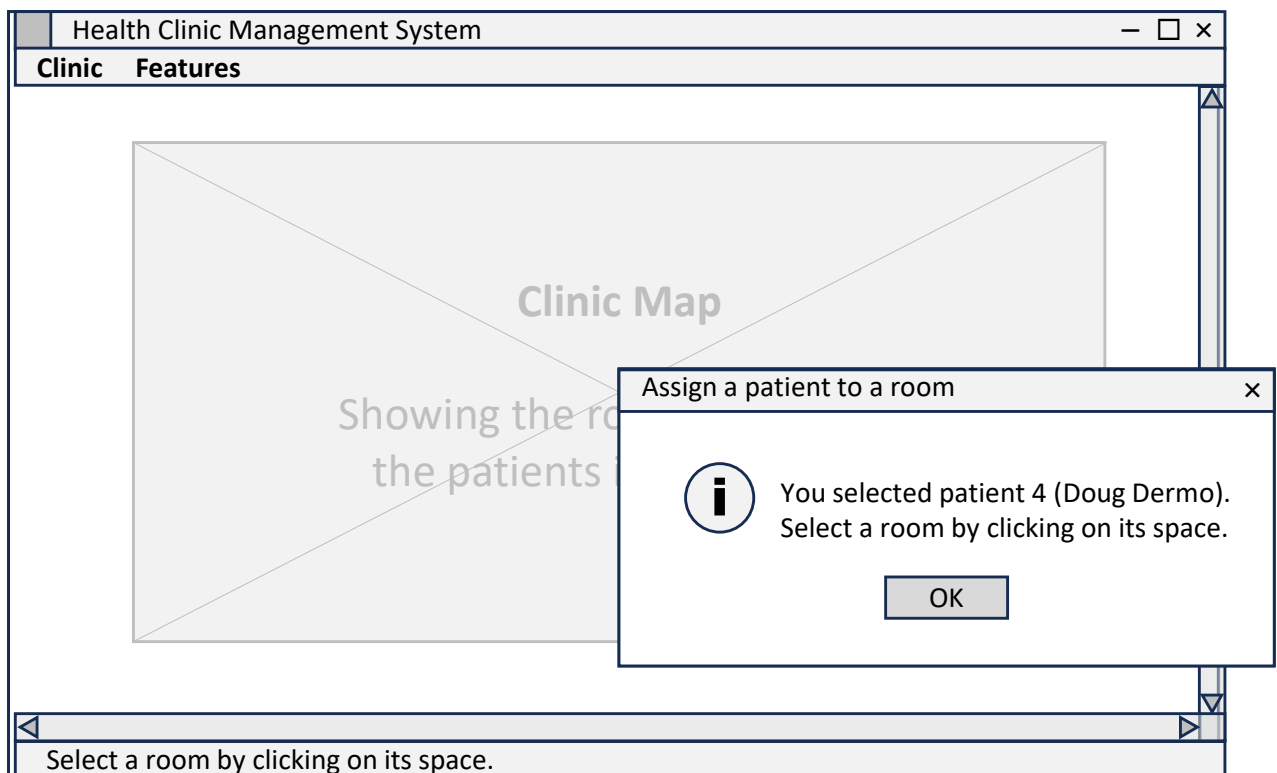 Health Clinic Management System
Clinic Features
Clinic Map
Showing the
the patients
Assign a patient to a room
You selected patient 4 (Doug Dermo).
Select a room by clicking on its space.
OK
Select a room by clicking on its space.